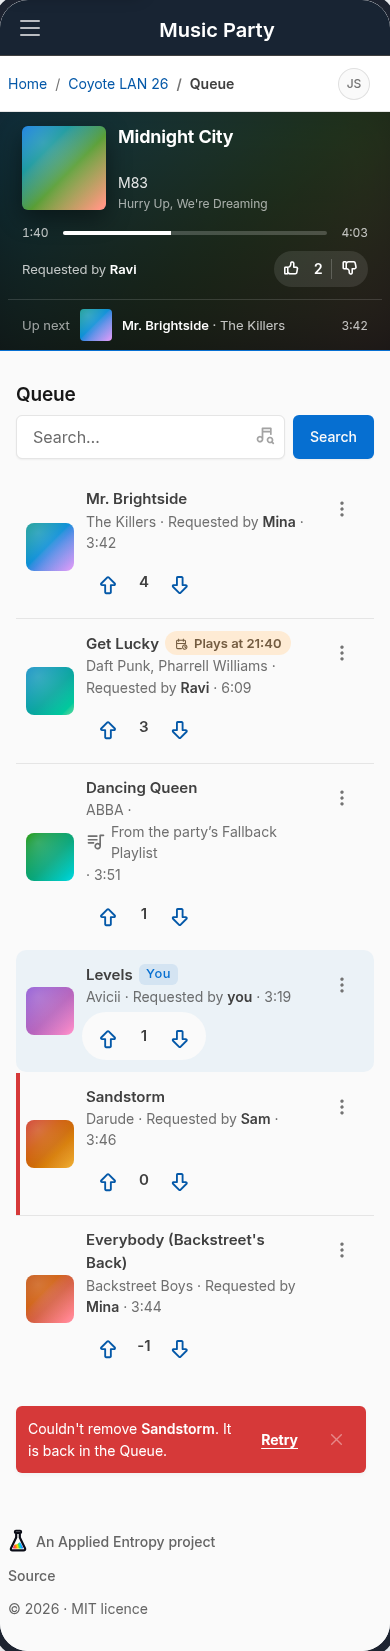 Music Party
Home / Coyote LAN 26 / Queue
JS
Midnight City
M83
Hurry Up, We're Dreaming
1:40
4:03
Requested by Ravi
2
Up next
Mr. Brightside · The Killers
3:42
Queue
Search...
Search
Mr. Brightside
The Killers · Requested by Mina ·
3:42
4
Get Lucky
Plays at 21:40
Daft Punk, Pharrell Williams ·
Requested by Ravi · 6:09
3
Dancing Queen
ABBA ·
From the party’s Fallback
Playlist
· 3:51
1
Levels
You
Avicii · Requested by you · 3:19
1
Sandstorm
Darude · Requested by Sam ·
3:46
0
Everybody (Backstreet's
Back)
Backstreet Boys · Requested by
Mina · 3:44
-1
Couldn't remove Sandstorm. It
is back in the Queue.
Retry
An Applied Entropy project
Source
© 2026 · MIT licence